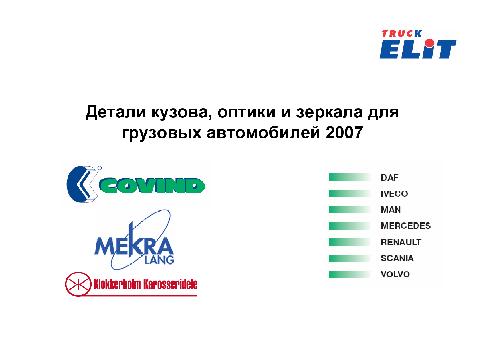 TRUCK
ELIT
Детали кузова, оптики и зеркала для
грузовых автомобилей 2007
COVIND
MEKRA
LANG
Klokkerholm Karosseridele
DAF
IVECO
MAN
MERCEDES
RENAULT
SCANIA
VOLVO